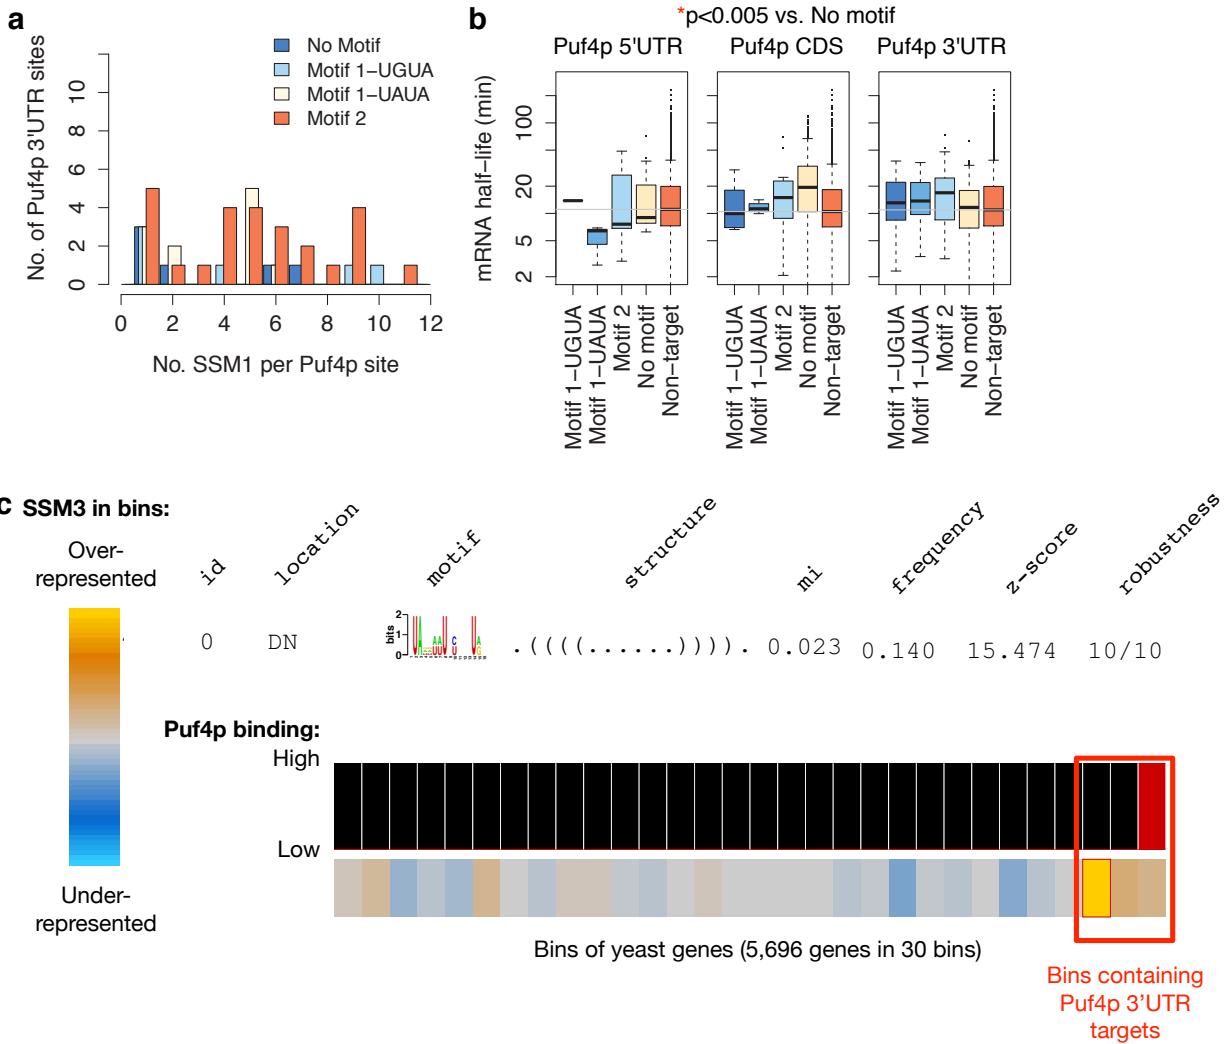 a
No. of Puf4p 3'UTR sites
0
2
4
6
8
10
0 2 4 6 8 10 12
No. SSM1 per Puf4p site
No Motif
Motif 1−UGUA
Motif 1−UAUA
Motif 2
b
*p<0.005 vs. No motif
Puf4p 5'UTR Puf4p CDS Puf4p 3'UTR
mRNA half−life (min)
100
20
5
2
Motif 1−UGUA
Motif 1−UAUA
Motif 2
No motif
Non−target
Motif 1−UGUA
Motif 1−UAUA
Motif 2
No motif
Non−target
Motif 1−UGUA
Motif 1−UAUA
Motif 2
No motif
Non−target
c SSM3 in bins:
Over-
represented
Under-
represented
id location motif structure mi frequency z-score robustness
0 DN .((((......)))). 0.023 0.140 15.474 10/10
bits
2
1
0
Puf4p binding:
High
Low
Bins of yeast genes (5,696 genes in 30 bins)
Bins containing
Puf4p 3’UTR
targets